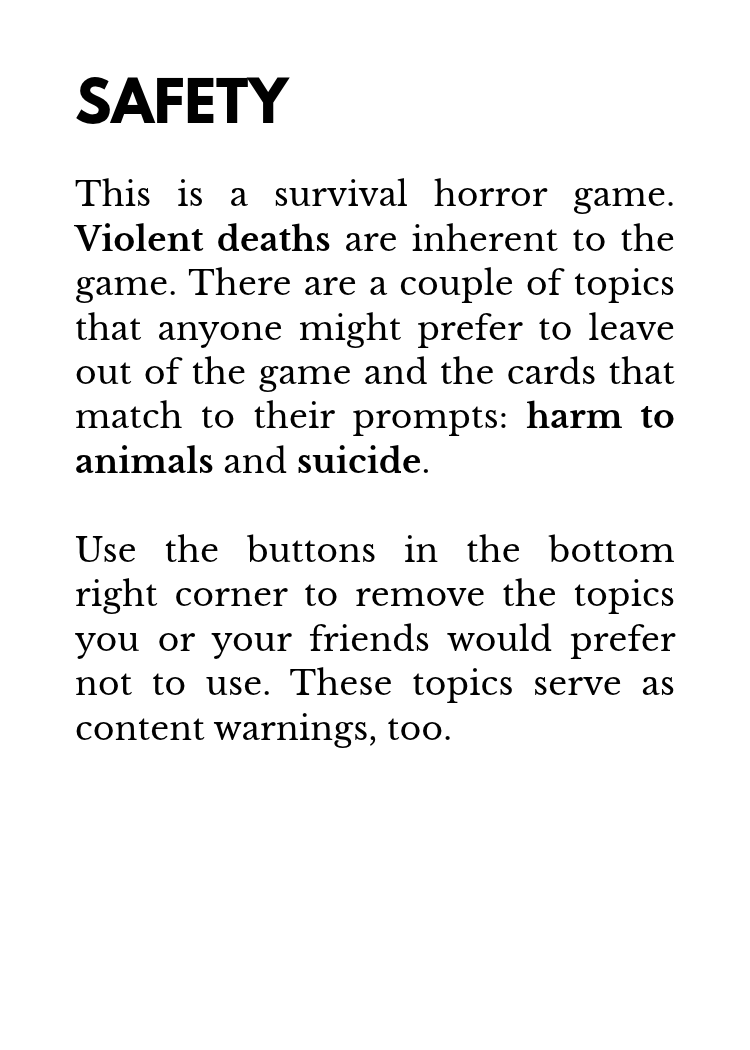 SAFETY
This is a survival horror game.
Violent deaths are inherent to the
game. There are a couple of topics
that anyone might prefer to leave
out of the game and the cards that
match to their prompts: harm to
animals and suicide.
Use the buttons in the bottom
right corner to remove the topics
you or your friends would prefer
not to use. These topics serve as
content warnings, too.